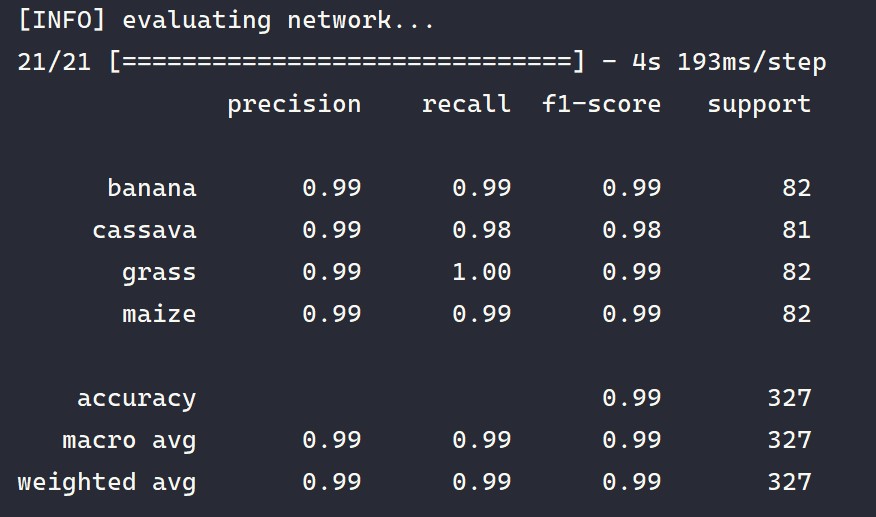 [INFO] evaluating network...
21/21 [==============================] - 4s 193ms/step
precision recall f1-score support
banana 0.99 0.99 0.99 82
cassava 0.99 0.98 0.98 81
grass 0.99 1.00 0.99 82
maize 0.99 0.99 0.99 82
accuracy 0.99 327
macro avg 0.99 0.99 0.99 327
weighted avg 0.99 0.99 0.99 327